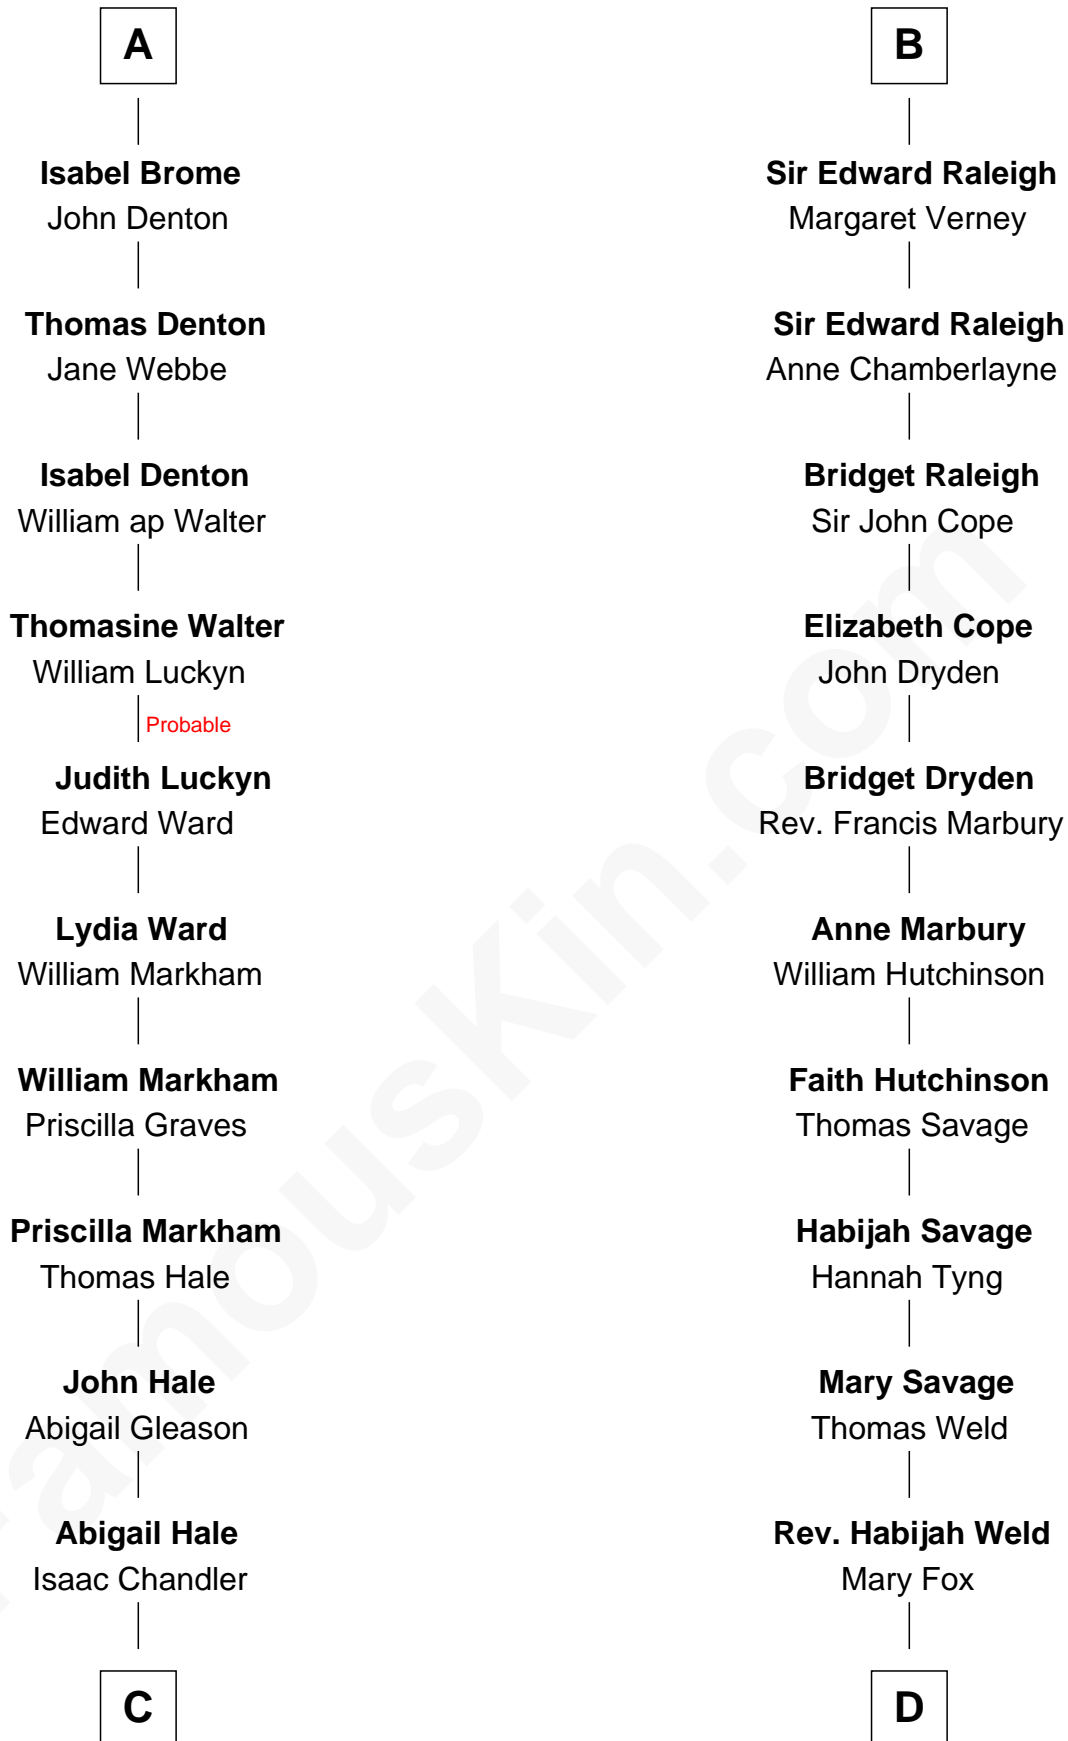 A
Isabel Brome
John Denton
Thomas Denton
Jane Webbe
Isabel Denton
William ap Walter
Thomasine Walter
William Luckyn
Probable
Judith Luckyn
Edward Ward
Lydia Ward
William Markham
William Markham
Priscilla Graves
Priscilla Markham
Thomas Hale
John Hale
Abigail Gleason
Abigail Hale
Isaac Chandler
C
B
Sir Edward Raleigh
Margaret Verney
Sir Edward Raleigh
Anne Chamberlayne
Bridget Raleigh
Sir John Cope
Elizabeth Cope
John Dryden
Bridget Dryden
Rev. Francis Marbury
Anne Marbury
William Hutchinson
Faith Hutchinson
Thomas Savage
Habijah Savage
Hannah Tyng
Mary Savage
Thomas Weld
Rev. Habijah Weld
Mary Fox
D
FamousKin.com